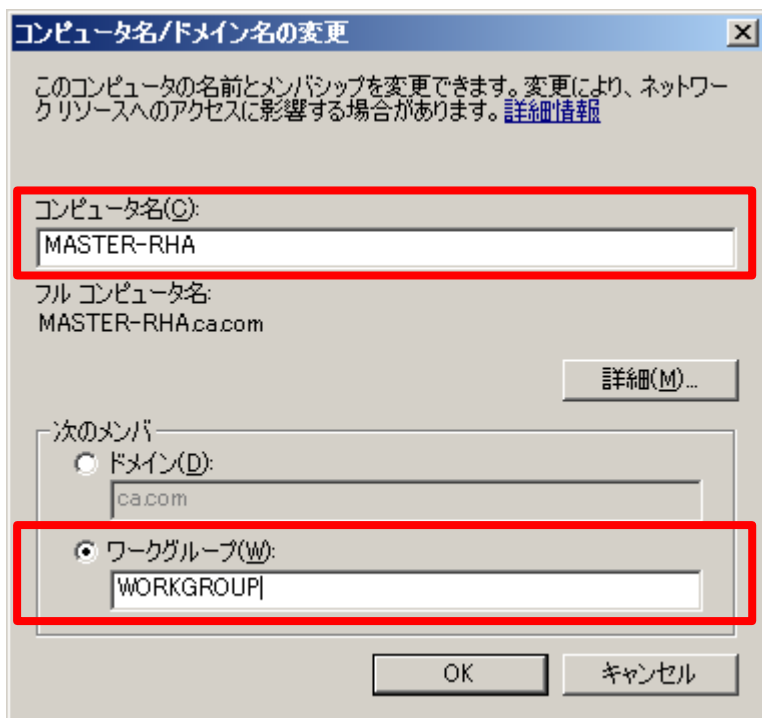 コンピュータ名/ドメイン名の変更
このコンピュータの名前とメンバシップを変更できます。変更により、ネットワー
ク リソースへのアクセスに影響する場合があります。詳細情報
コンピュータ名(C):
MASTER-RHA
フル コンピュータ名:
MASTER-RHA.ca.com
詳細(M)...
次のメンバ
ドメイン(D):
ca.com
ワークグループ(W):
WORKGROUP
OK
キャンセル